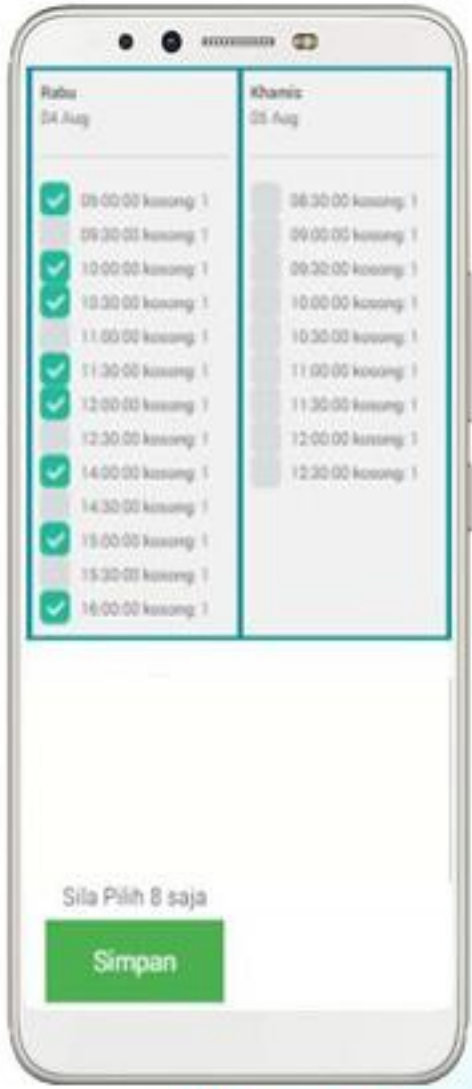 Rabu
04 Aug
09:00:00 kosong: 1
09:30:00 kosong: 1
10:00:00 kosong: 1
10:30:00 kosong: 1
11:00:00 kosong: 1
11:30:00 kosong: 1
12:00:00 kosong: 1
12:30:00 kosong: 1
14:00:00 kosong: 1
14:30:00 kosong: 1
15:00:00 kosong: 1
15:30:00 kosong: 1
16:00:00 kosong: 1
Khamis
05 Aug
08:30:00 kosong: 1
09:00:00 kosong: 1
09:30:00 kosong: 1
10:00:00 kosong: 1
10:30:00 kosong: 1
11:00:00 kosong: 1
11:30:00 kosong: 1
12:00:00 kosong: 1
12:30:00 kosong: 1
Sila Pilih 8 saja
Simpan